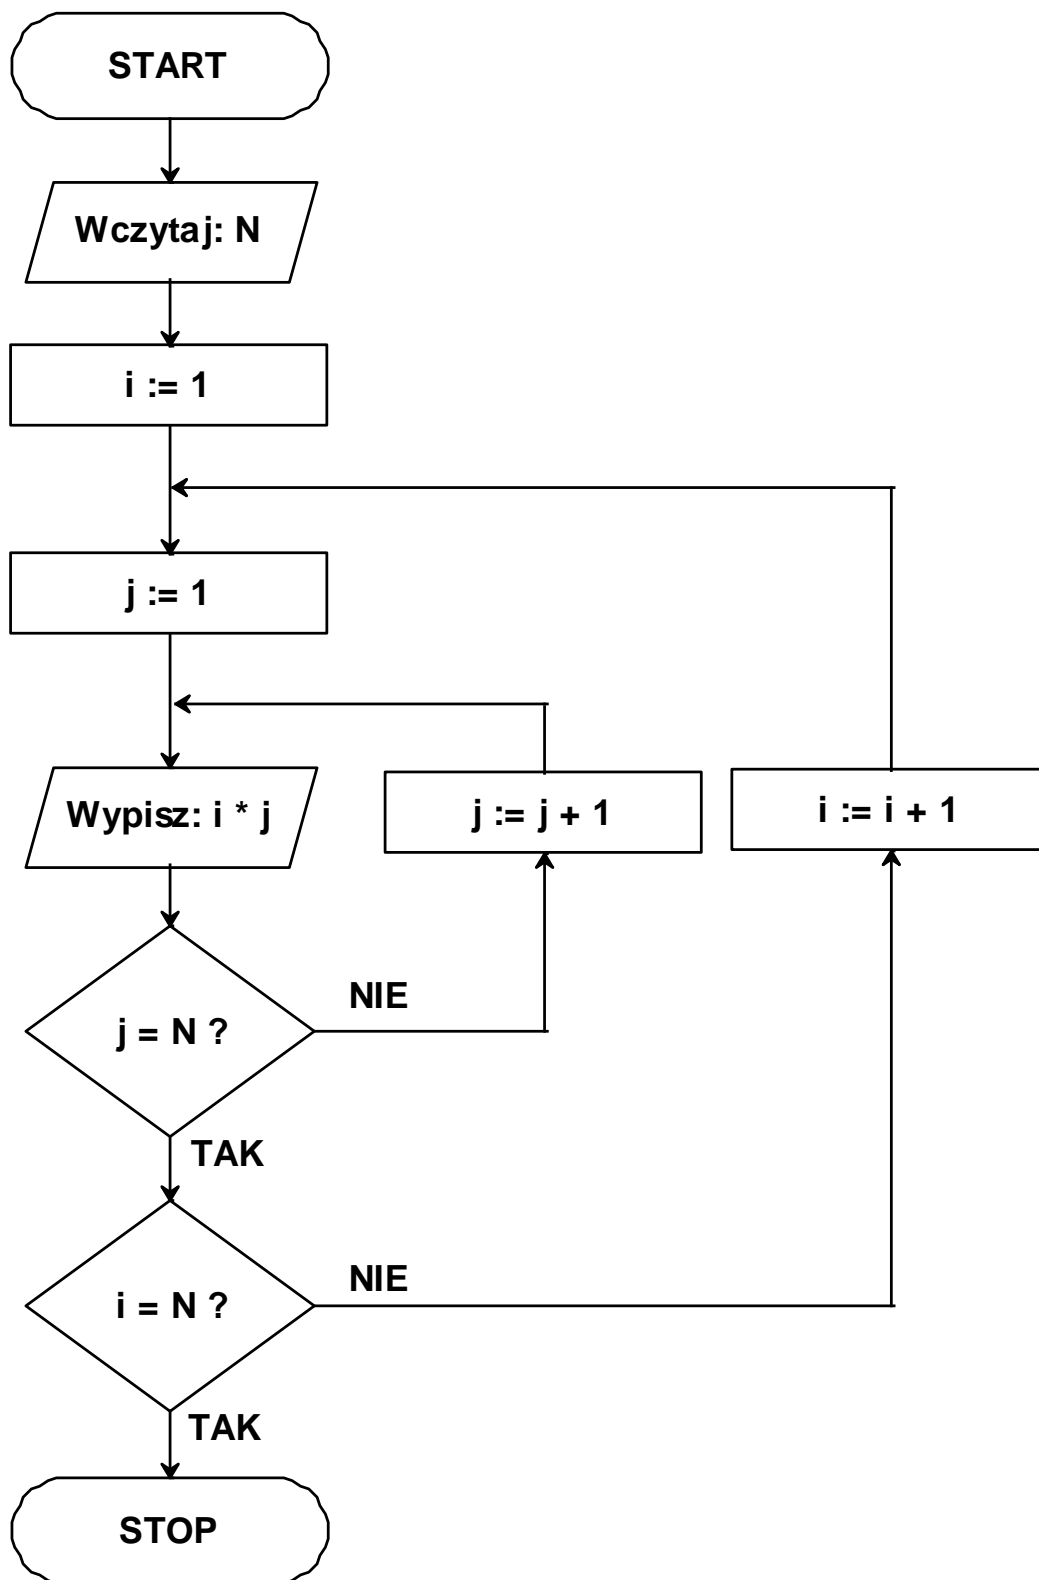 START
Wczytaj: N
i := 1
j := 1
Wypisz: i * j
j := j + 1
i := i + 1
j = N ?
NIE
TAK
i = N ?
NIE
TAK
STOP